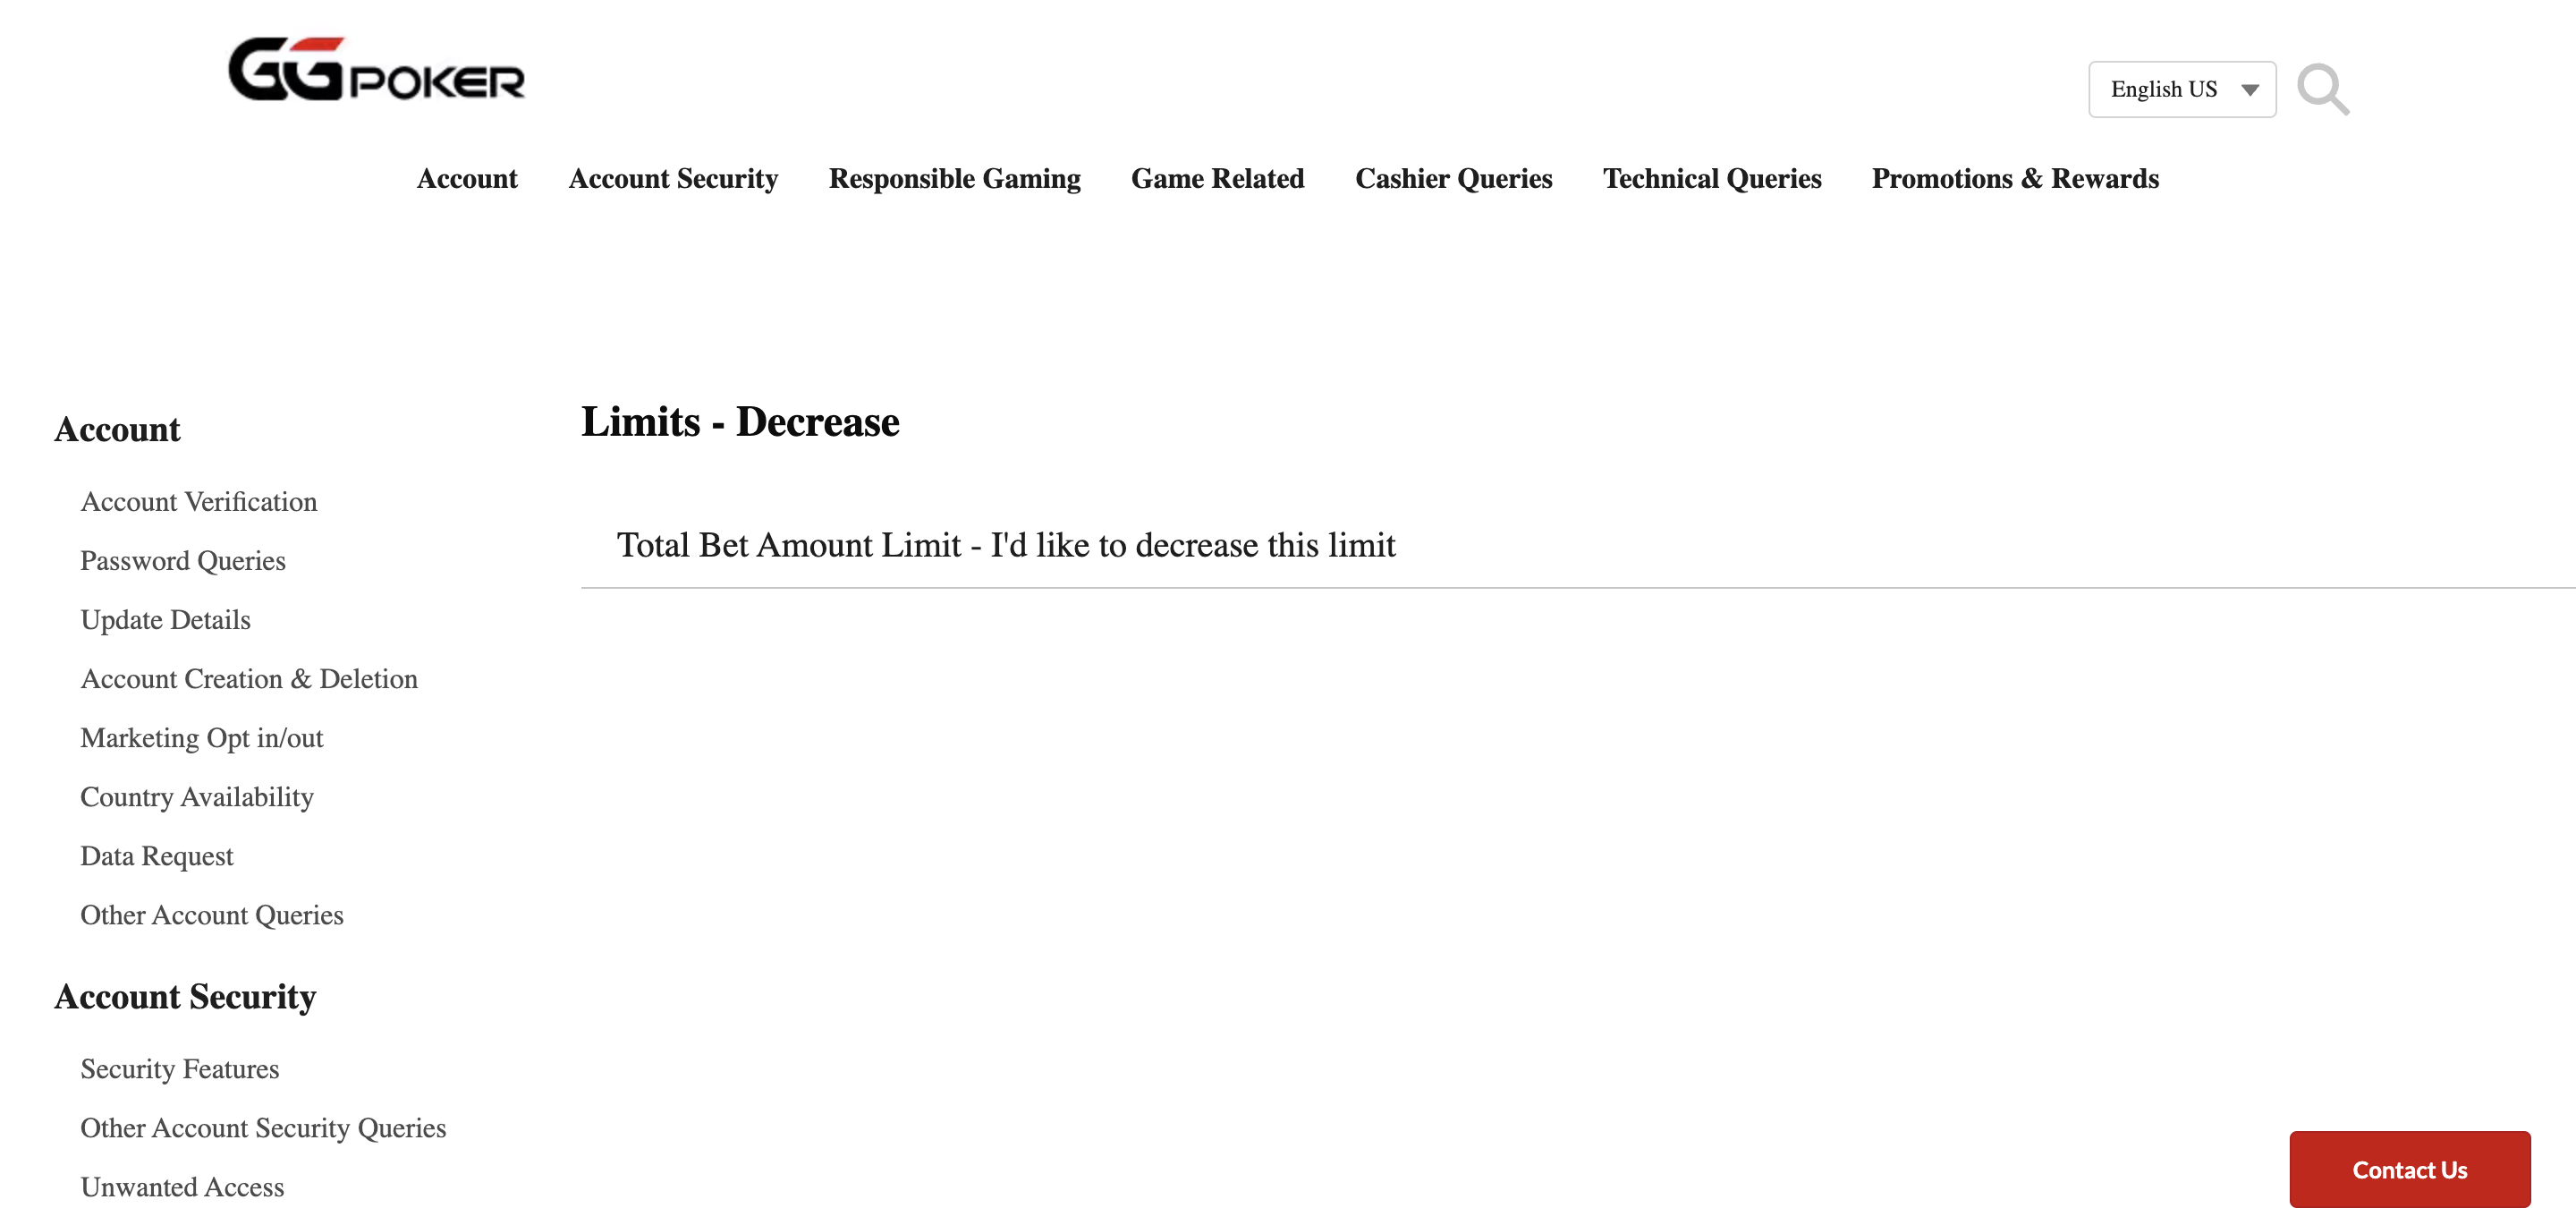 GGPOKER
English US
Account Account Security Responsible Gaming Game Related Cashier Queries Technical Queries Promotions & Rewards
Account
Account Verification
Password Queries
Update Details
Account Creation & Deletion
Marketing Opt in/out
Country Availability
Data Request
Other Account Queries
Account Security
Security Features
Other Account Security Queries
Unwanted Access
Limits - Decrease
Total Bet Amount Limit - I'd like to decrease this limit
Contact Us